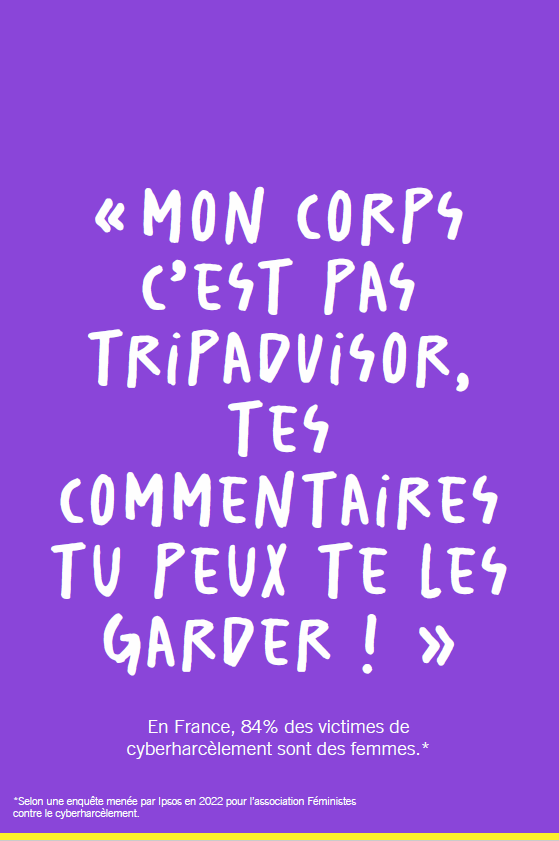 « MON CORPS
C'EST PAS
TRiPADViSOR,
TES
COMMENTAiRES
TU PEUX TE LES
GARDER ! »
En France, 84% des victimes de
cyberharcèlement sont des femmes.*
*Selon une enquête menée par Ipsos en 2022 pour l'association Féministes
contre le cyberharcèlement.